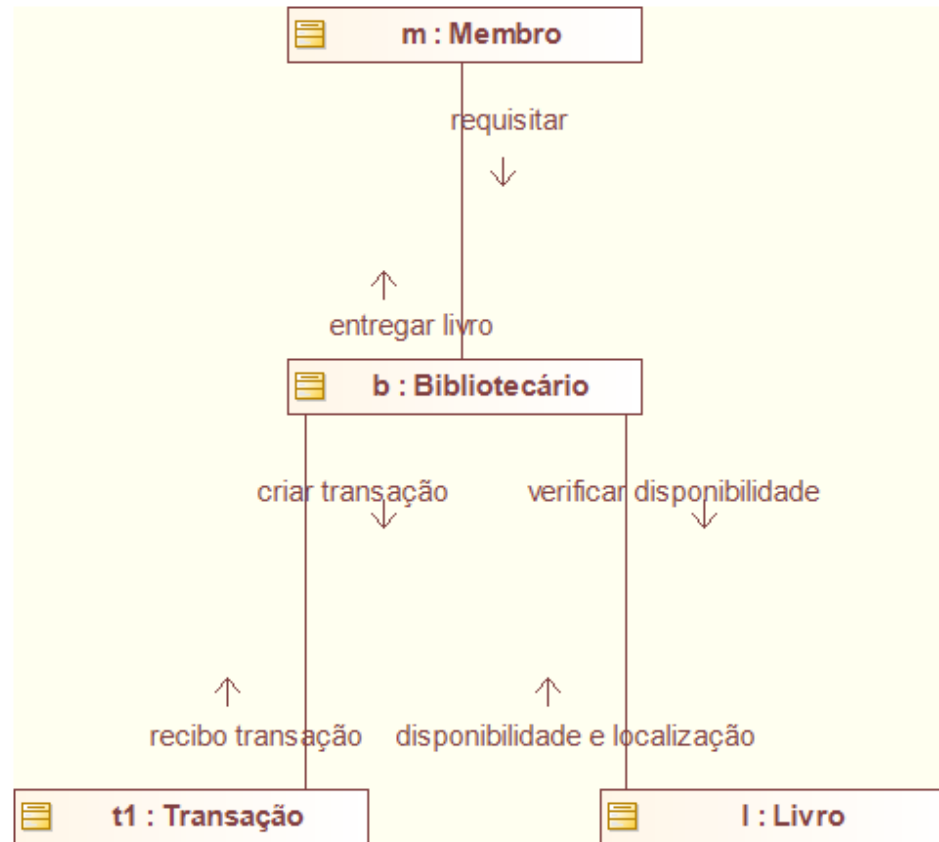 m : Membro
requisitar
entregar livro
b : Bibliotecário
criar transação
verificar disponibilidade
recibo transação
disponibilidade e localização
t1 : Transação
l : Livro